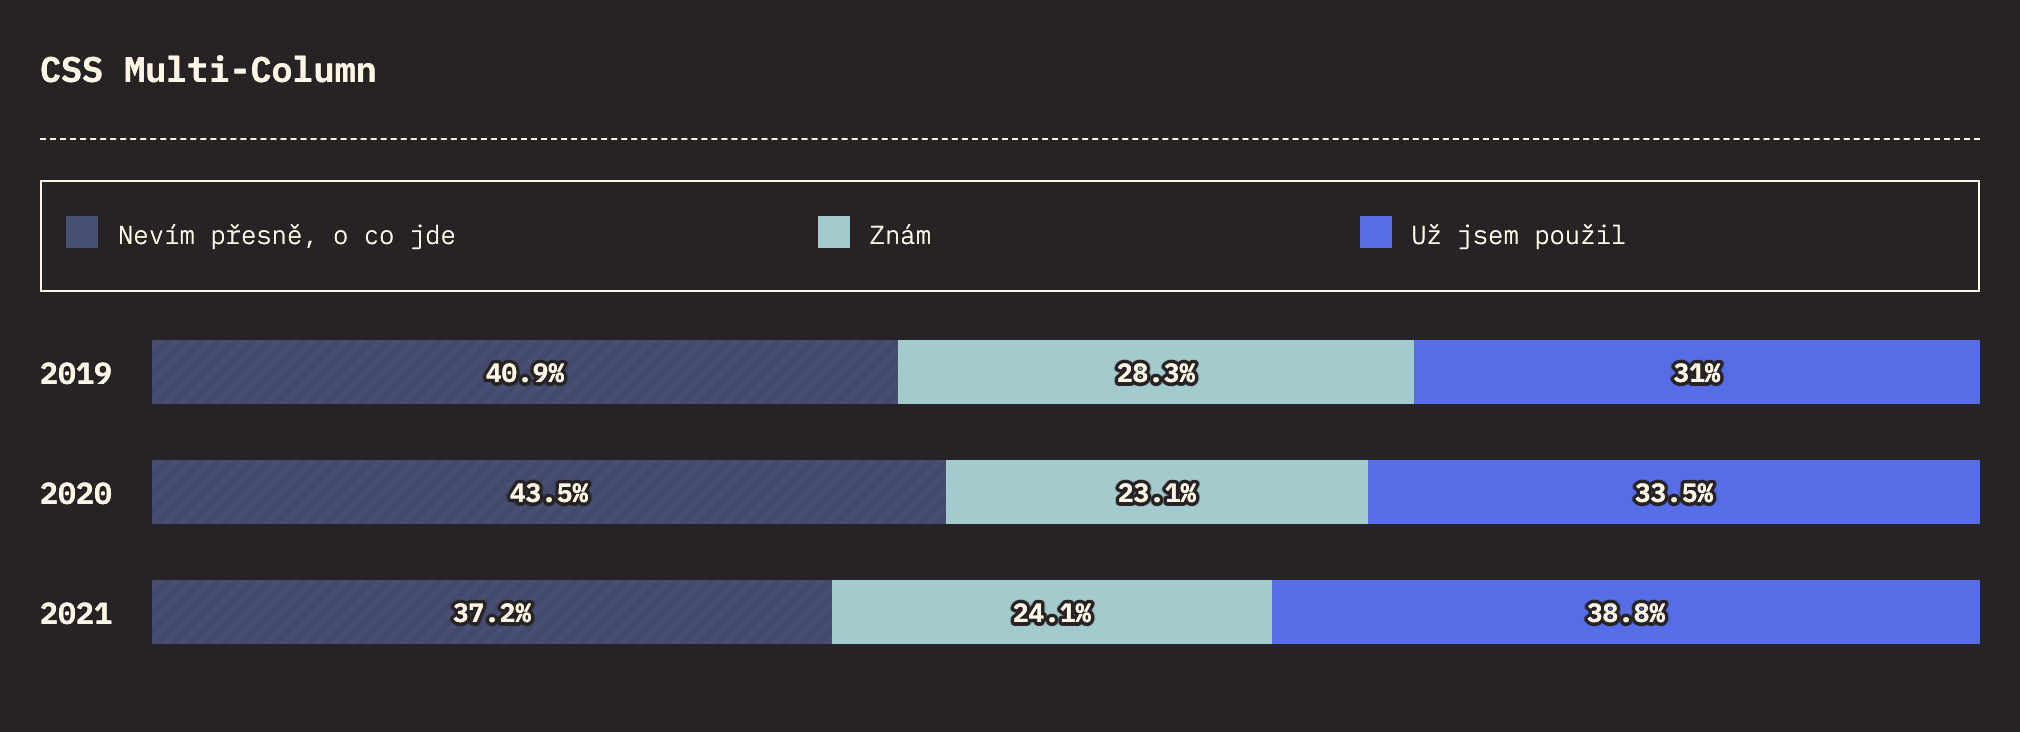 CSS Multi-Column
Nevím přesně, o co jde Znám Už jsem použil
2019 40.9% 28.3% 31%
2020 43.5% 23.1% 33.5%
2021 37.2% 24.1% 38.8%